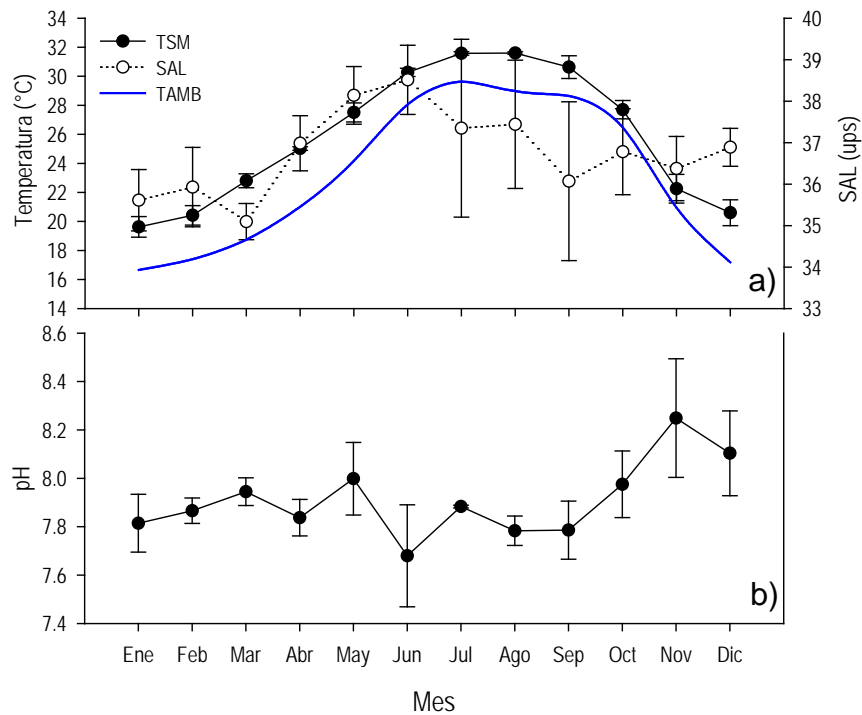 TSM
SAL
TAMB
Temperatura (°C)
34
32
30
28
26
24
22
20
18
16
14
SAL (ups)
40
39
38
37
36
35
34
33
a)
pH
8.6
8.4
8.2
8.0
7.8
7.6
7.4
b)
Ene Feb Mar Abr May Jun Jul Ago Sep Oct Nov Dic
Mes